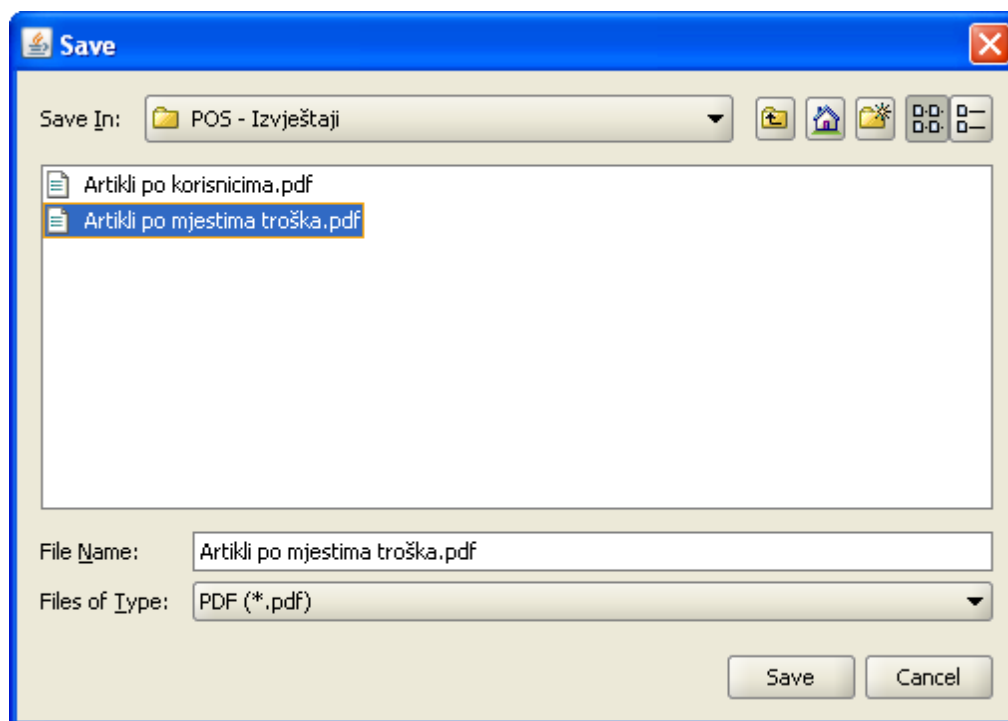 Save
Save In: POS - Izvještaji
Artikli po korisnicima.pdf
Artikli po mjestima troška.pdf
File Name: Artikli po mjestima troška.pdf
Files of Type: PDF (*.pdf)
Save Cancel